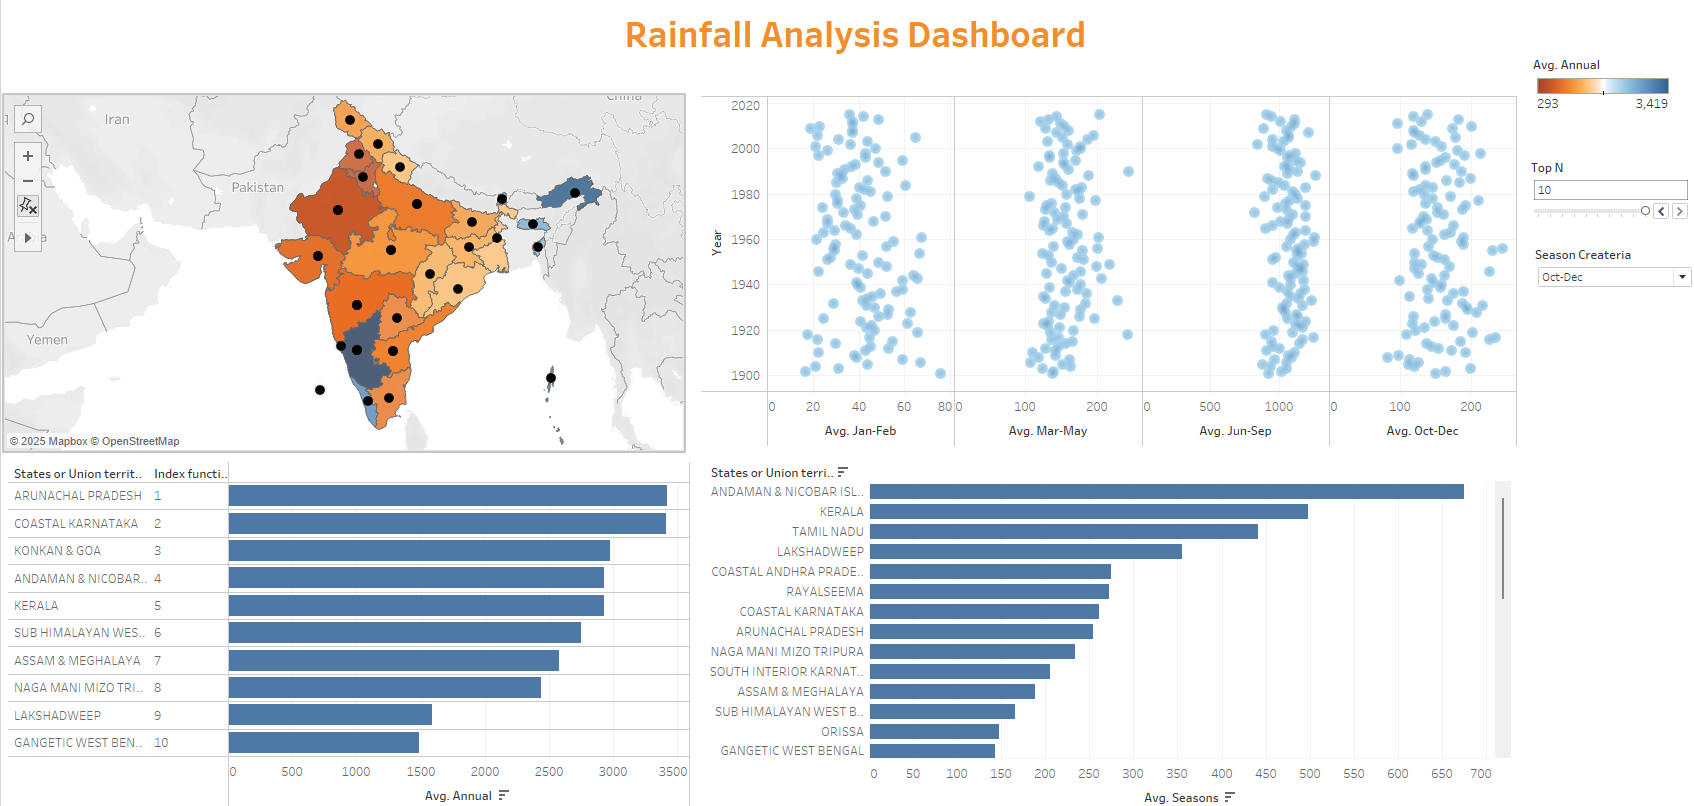 Rainfall Analysis Dashboard
Iran
China
Pakistan
Yemen
© 2025 Mapbox © OpenStreetMap
2020
2000
1980
1960
1940
1920
1900
Year
0 20 40 60 80
Avg. Jan-Feb
0 100 200
Avg. Mar-May
0 500 1000
Avg. Jun-Sep
0 100 200
Avg. Oct-Dec
Avg. Annual
293 3,419
Top N
10
Season Createria
Oct-Dec
States or Union territ.. Index functi..
ARUNACHAL PRADESH 1
COASTAL KARNATAKA 2
KONKAN & GOA 3
ANDAMAN & NICOBAR.. 4
KERALA 5
SUB HIMALAYAN WES.. 6
ASSAM & MEGHALAYA 7
NAGA MANI MIZO TRI.. 8
LAKSHADWEEP 9
GANGETIC WEST BEN.. 10
0 500 1000 1500 2000 2500 3000 3500
Avg. Annual
States or Union terri..
ANDAMAN & NICOBAR ISL..
KERALA
TAMIL NADU
LAKSHADWEEP
COASTAL ANDHRA PRADE..
RAYALSEEMA
COASTAL KARNATAKA
ARUNACHAL PRADESH
NAGA MANI MIZO TRIPURA
SOUTH INTERIOR KARNAT..
ASSAM & MEGHALAYA
SUB HIMALAYAN WEST B..
ORISSA
GANGETIC WEST BENGAL
0 50 100 150 200 250 300 350 400 450 500 550 600 650 700
Avg. Seasons